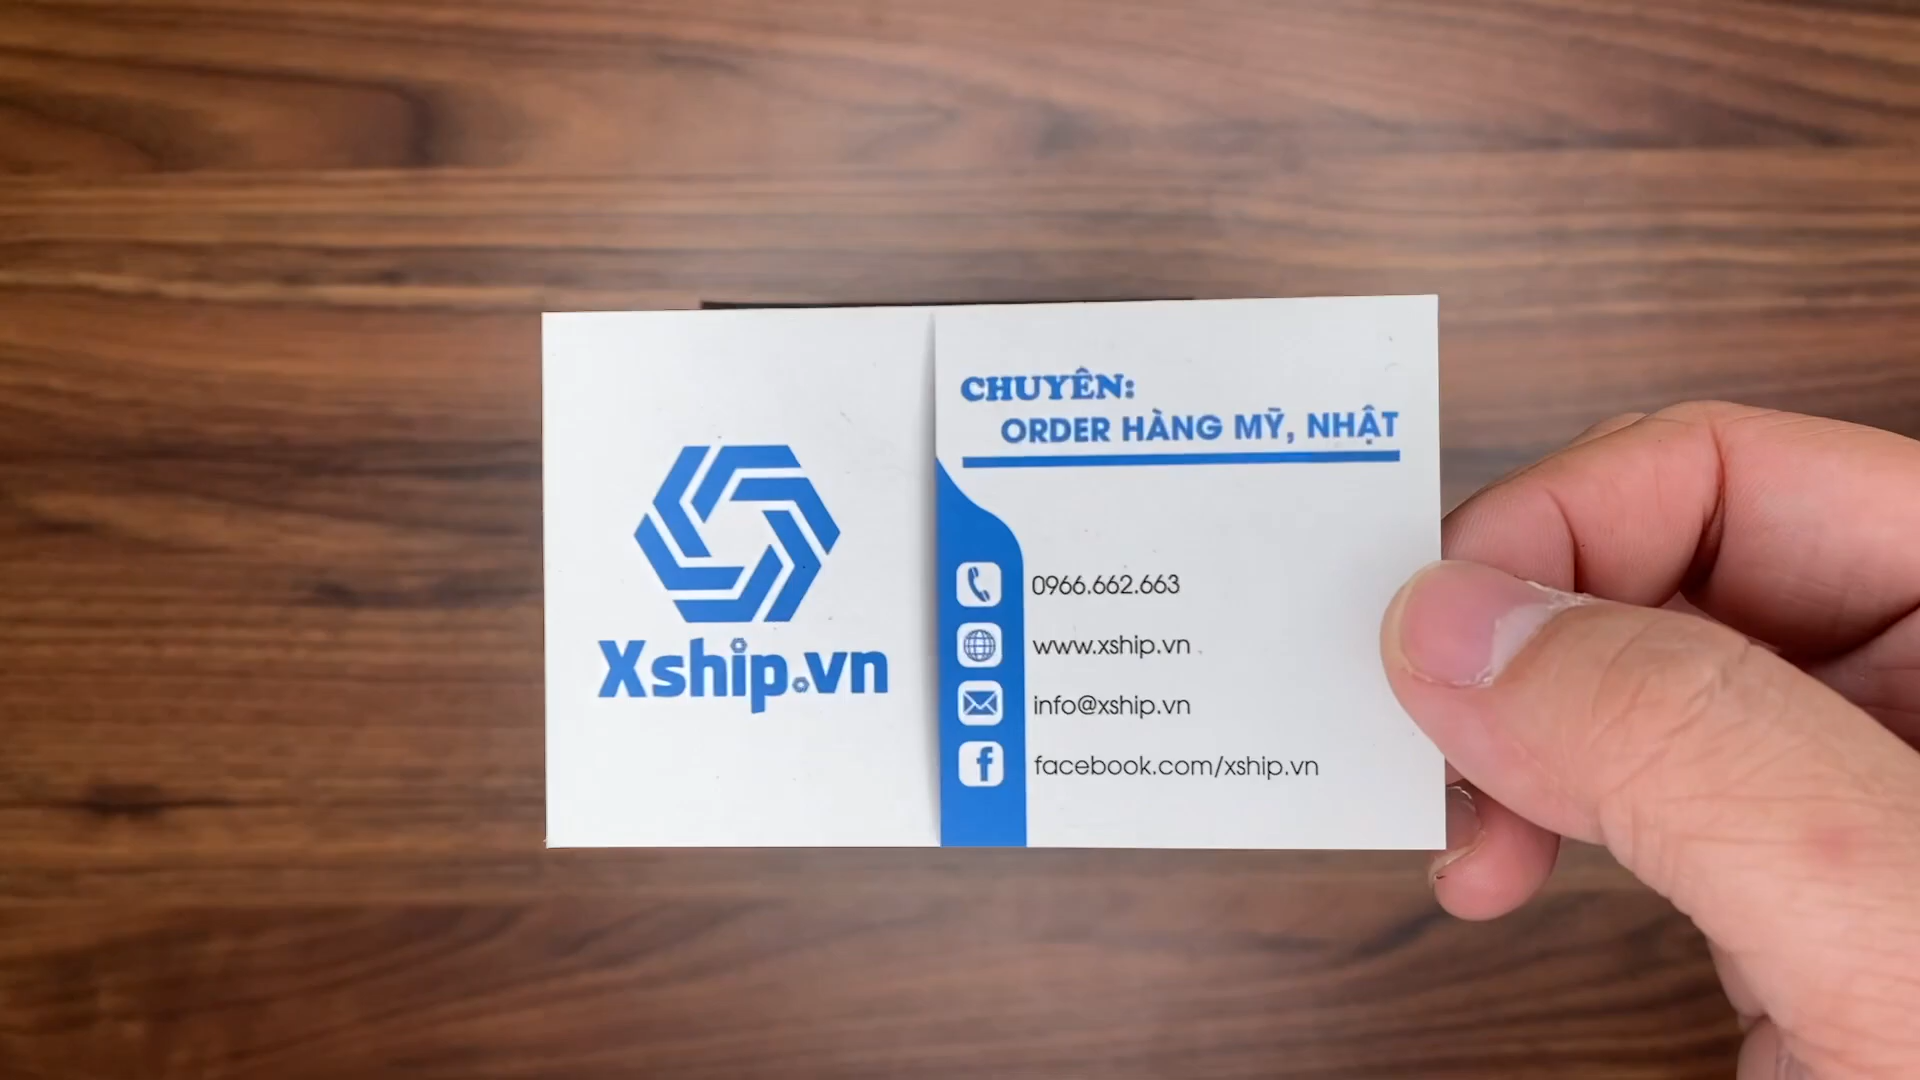 Xship.vn
CHUYÊN:
ORDER HÀNG MỸ, NHẬT
0966.662.663
www.xship.vn
info@xship.vn
facebook.com/xship.vn